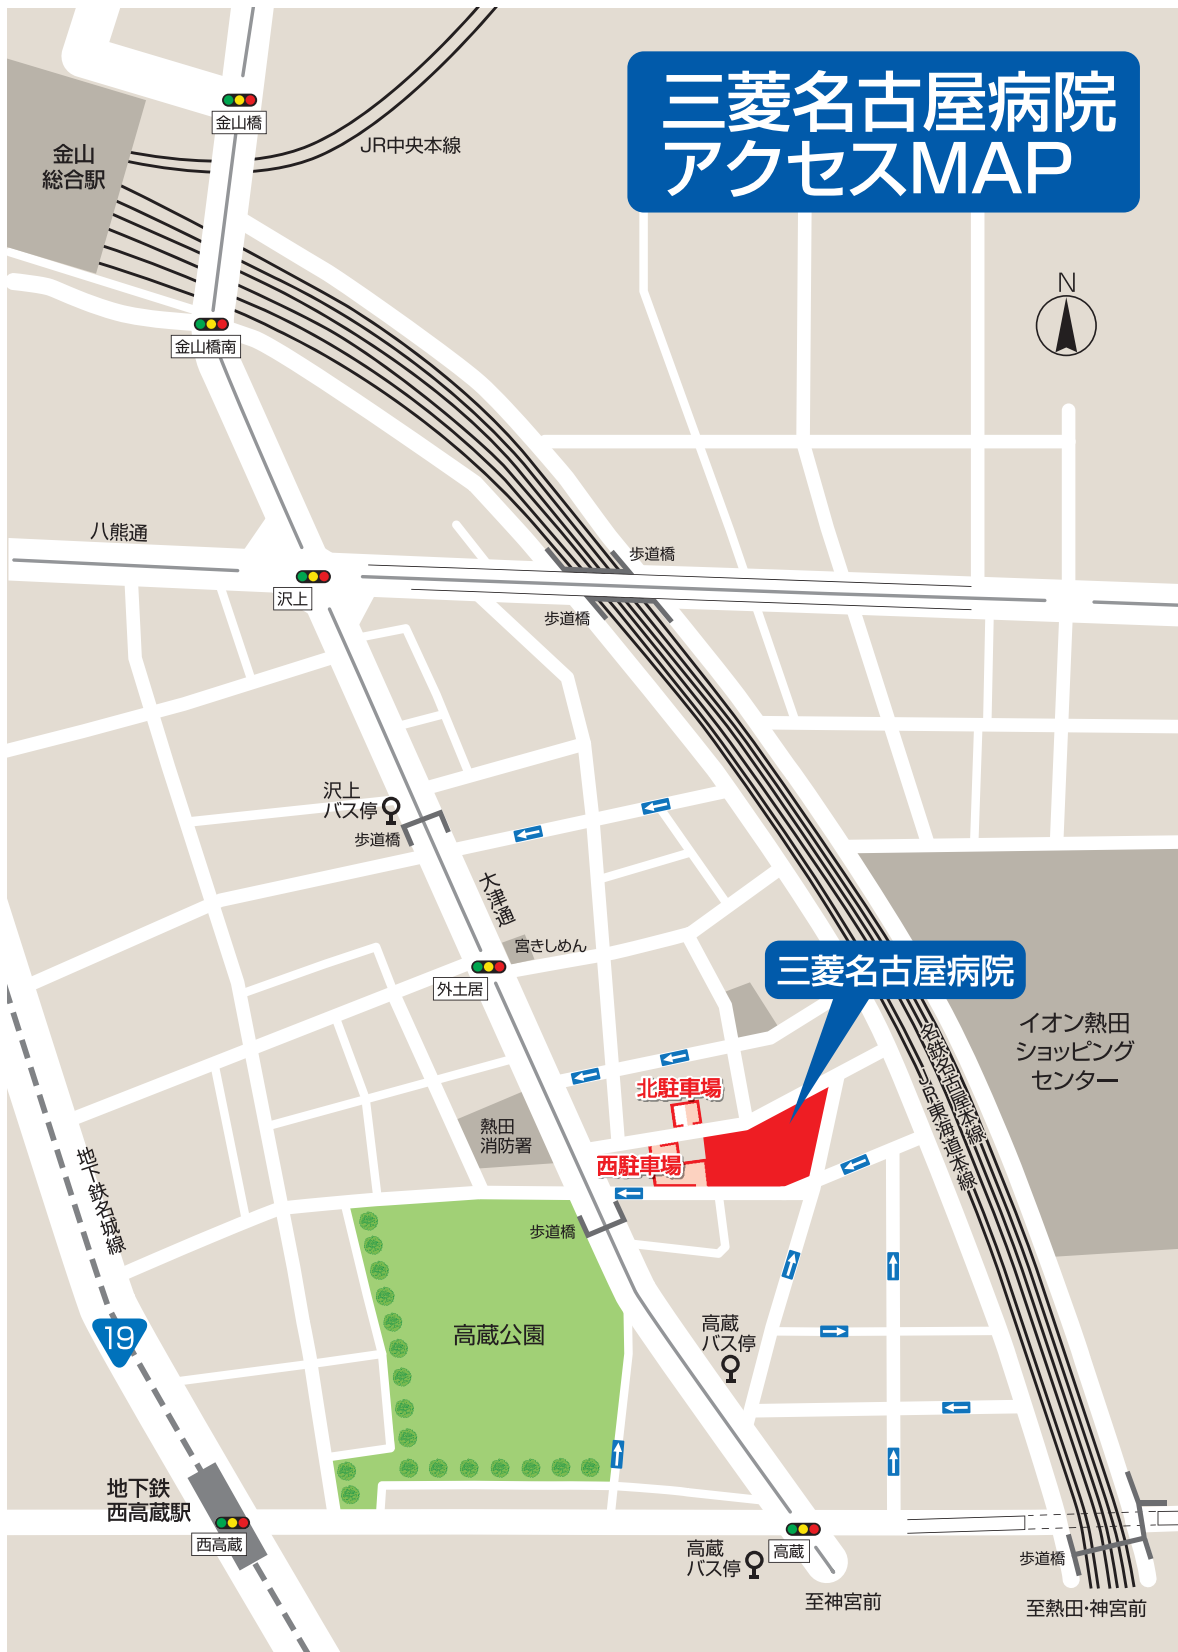 三菱名古屋病院
アクセスMAP
金山橋
JR中央本線
金山
総合駅
N
金山橋南
八熊通
歩道橋
沢上
歩道橋
沢上
バス停
歩道橋
大津通
宮きしめん
外土居
三菱名古屋病院
イオン熱田
ショッピング
センター
名鉄名古屋本線
JR東海道本線
北駐車場
熱田
消防署
西駐車場
地下鉄名城線
歩道橋
19
高蔵公園
高蔵
バス停
地下鉄
西高蔵駅
西高蔵
高蔵
高蔵
バス停
歩道橋
至神宮前
至熱田・神宮前